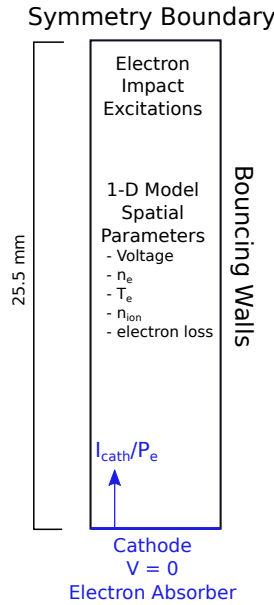 Symmetry Boundary
Electron
Impact
Excitations
1-D Model
Spatial
Parameters
- Voltage
- nₑ
- Tₑ
- nᵢₒₙ
- electron loss
Bouncing Walls
25.5 mm
I_cath/Pₑ
Cathode
V = 0
Electron Absorber